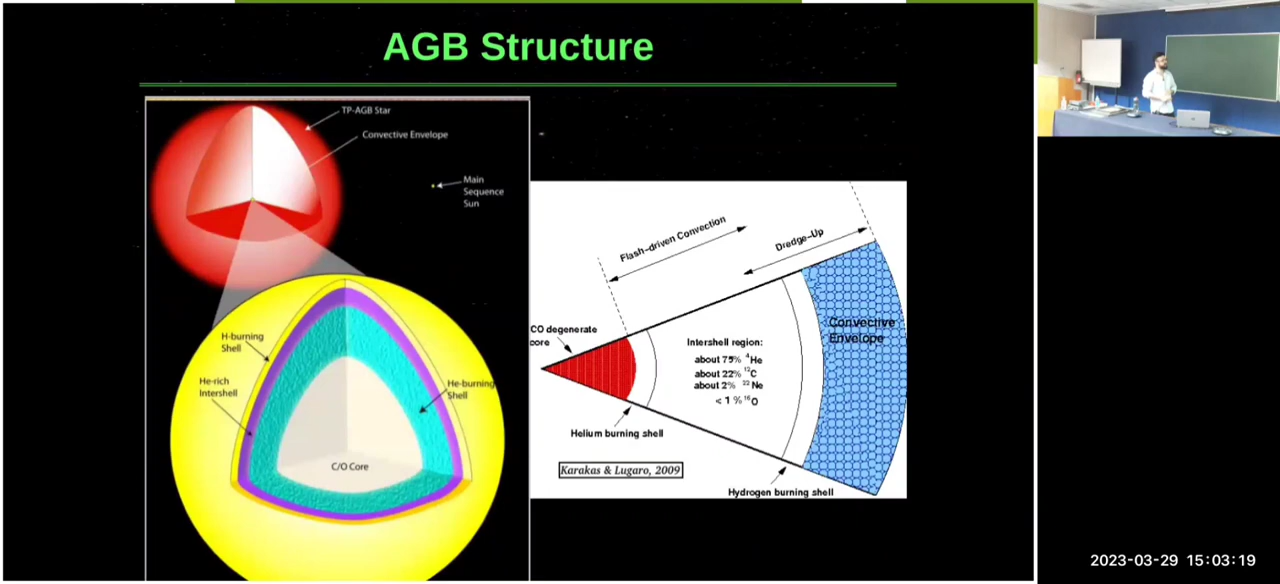 AGB Structure
TP-AGB Star
Convective Envelope
Main
Sequence
Sun
H-burning
Shell
He-rich
Intershell
He-burning
Shell
C/O Core
Flash-driven Convection
Dredge-Up
CO degenerate
core
Convective
Envelope
Intershell region:
about 75% ⁴He
about 22% ¹²C
about 2% ²²Ne
< 1 % ¹⁶O
Helium burning shell
Karakas & Lugaro, 2009
Hydrogen burning shell
2023-03-29 15:03:19